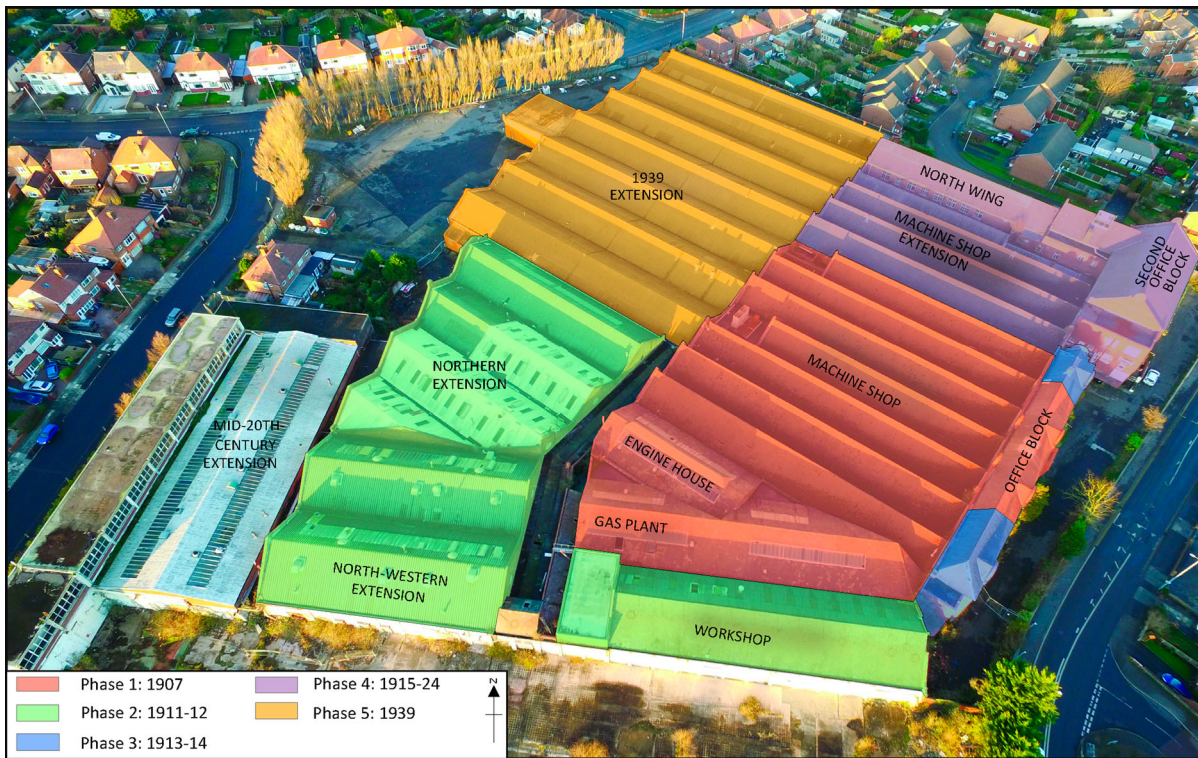 1939
EXTENSION
NORTH WING
MACHINE SHOP
EXTENSION
SECOND
OFFICE
BLOCK
NORTHERN
EXTENSION
MACHINE SHOP
MID-20TH-
CENTURY
EXTENSION
ENGINE HOUSE
OFFICE BLOCK
GAS PLANT
NORTH-WESTERN
EXTENSION
WORKSHOP
Phase 1: 1907
Phase 2: 1911-12
Phase 3: 1913-14
Phase 4: 1915-24
Phase 5: 1939
Z